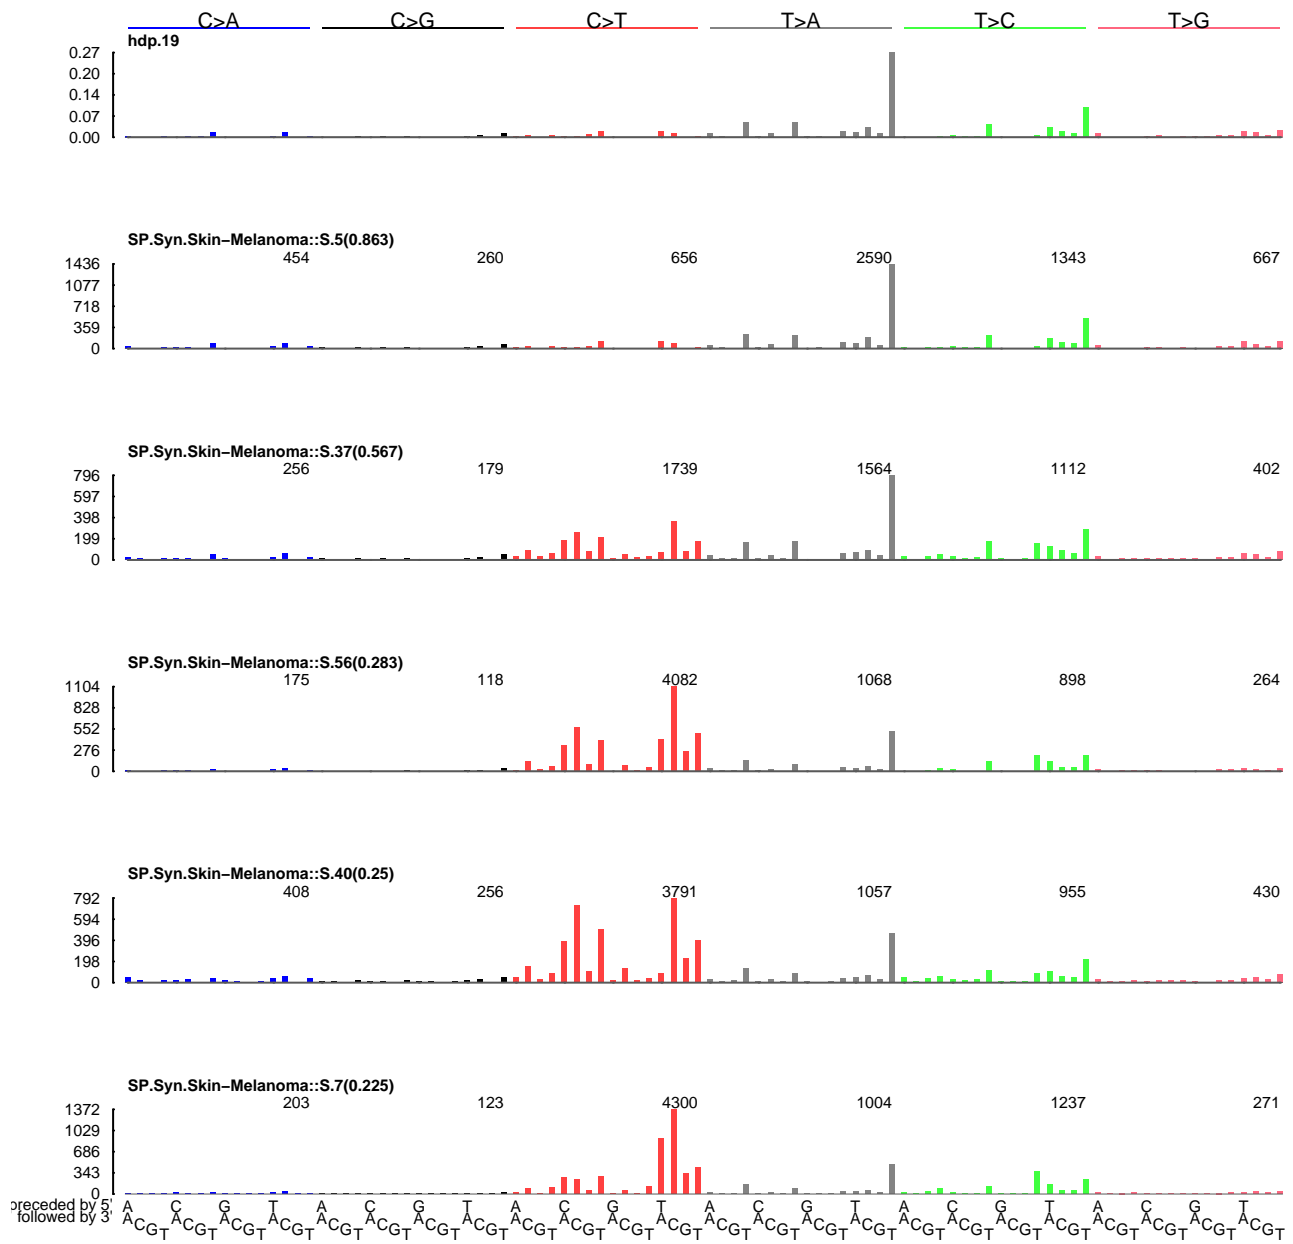 C>A C>G C>T T>A T>C T>G
hdp.19
0.27
0.20
0.14
0.07
0.00
SP.Syn.Skin−Melanoma::S.5(0.863)
454 260 656 2590 1343 667
1436
1077
718
359
0
SP.Syn.Skin−Melanoma::S.37(0.567)
256 179 1739 1564 1112 402
796
597
398
199
0
SP.Syn.Skin−Melanoma::S.56(0.283)
175 118 4082 1068 898 264
1104
828
552
276
0
SP.Syn.Skin−Melanoma::S.40(0.25)
408 256 3791 1057 955 430
792
594
396
198
0
SP.Syn.Skin−Melanoma::S.7(0.225)
203 123 4300 1004 1237 271
1372
1029
686
343
0
preceded by 5' A C G T A C G T A C G T A C G T A C G T A C G T
followed by 3' A C G T A C G T A C G T A C G T A C G T A C G T A C G T A C G T A C G T A C G T A C G T A C G T A C G T A C G T A C G T A C G T A C G T A C G T A C G T A C G T A C G T A C G T A C G T A C G T